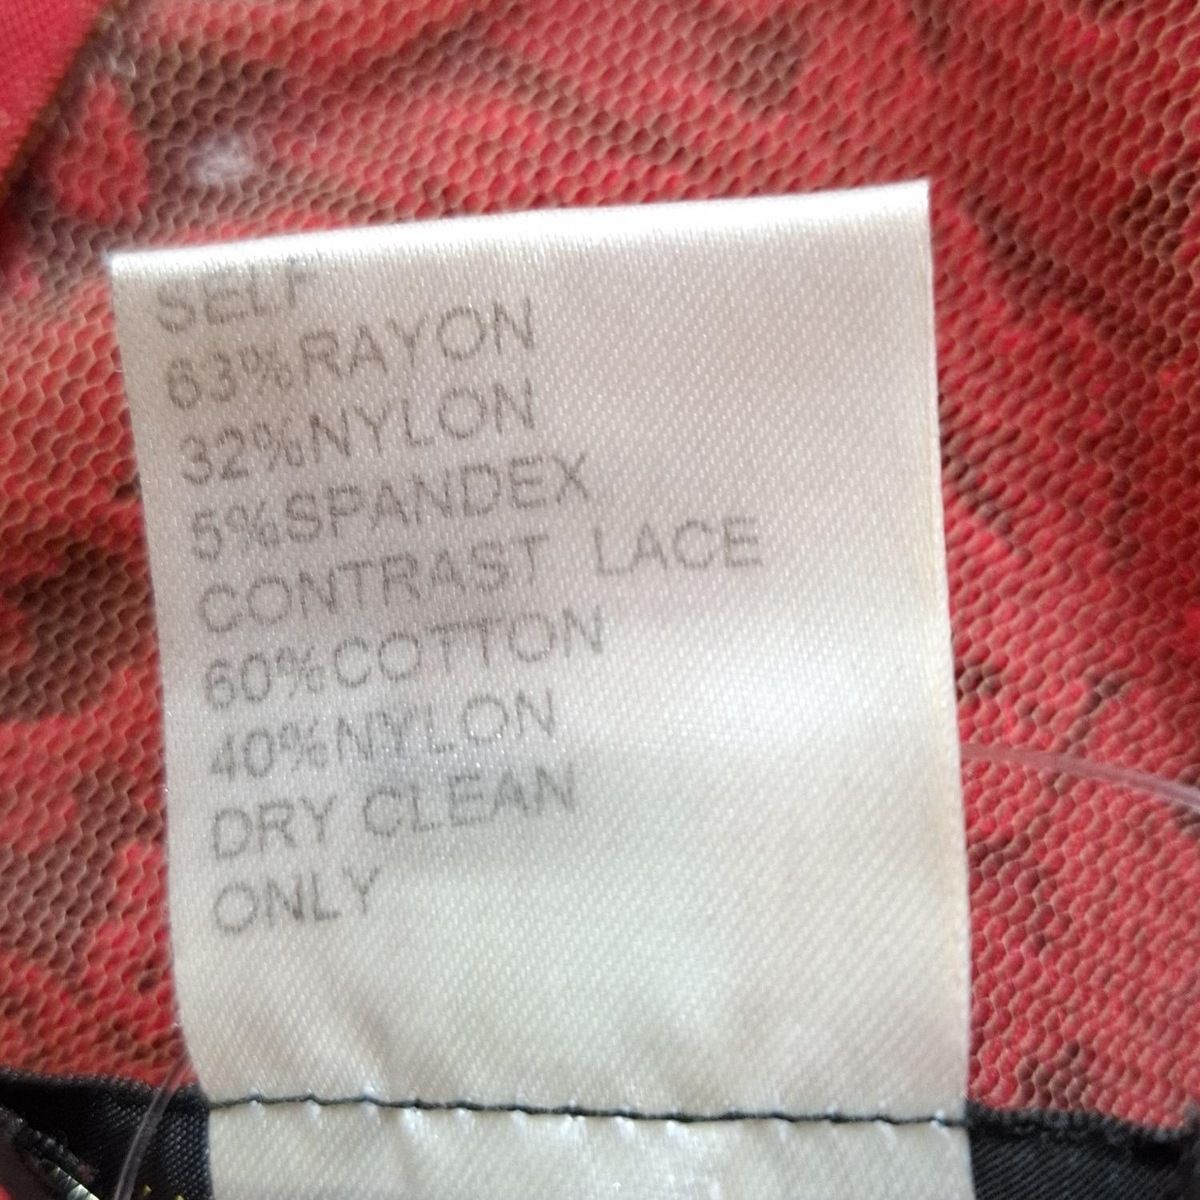 SELF
63%RAYON
32%NYLON
5%SPANDEX
CONTRAST LACE
60%COTTON
40%NYLON
DRY CLEAN
ONLY